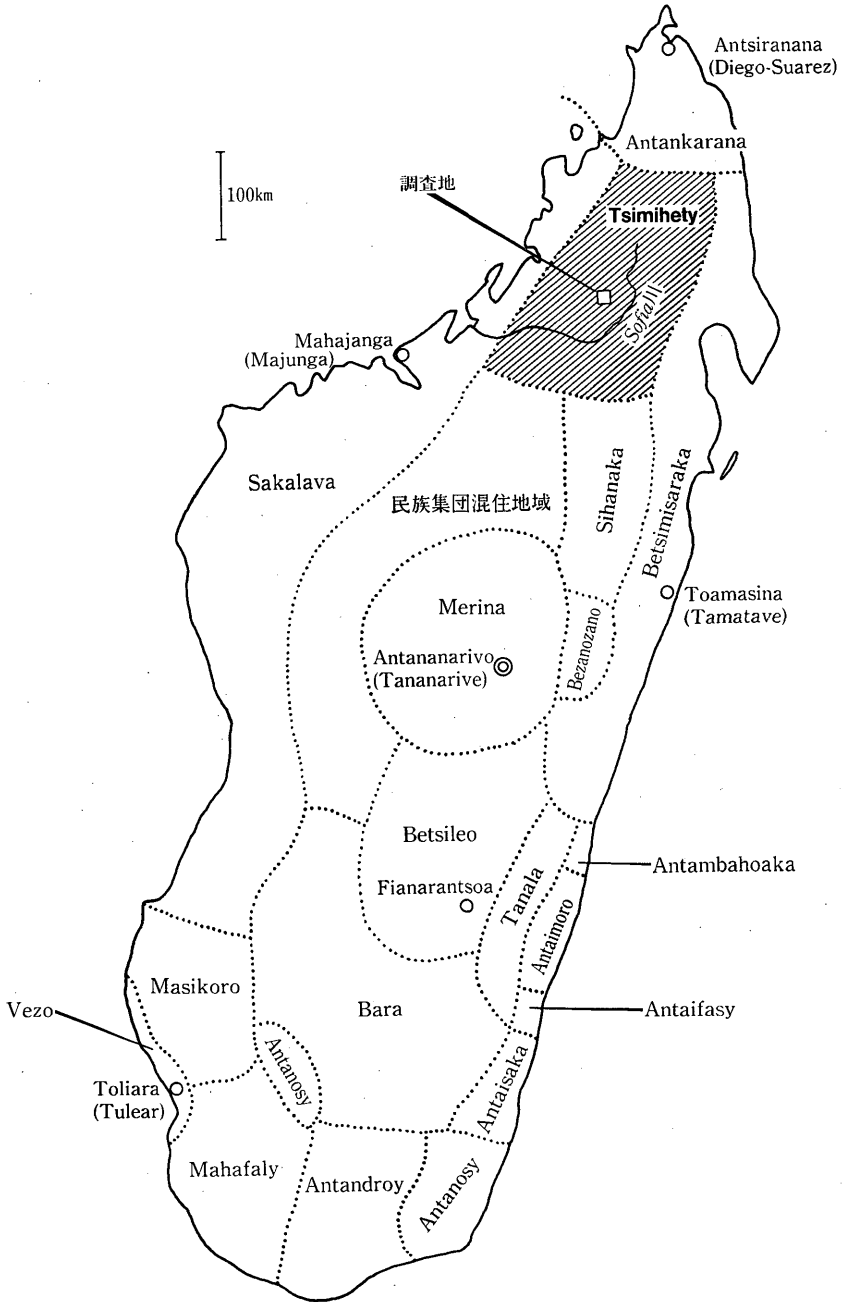 Antsiranana
(Diego-Suarez)
Antankarana
100km
調査地
Tsimihety
Sofia川
Mahajanga
(Majunga)
Sakalava
民族集団混住地域
Sihanaka
Betsimisaraka
Merina
Toamasina
(Tamatave)
Antananarivo
(Tananarive)
Bezanozano
Betsileo
Antambahoaka
Fianarantsoa
Tanala
Antaimoro
Masikoro
Bara
Vezo
Antaifasy
Antanosy
Toliara
(Tulear)
Antaisaka
Mahafaly
Antandroy
Antanosy